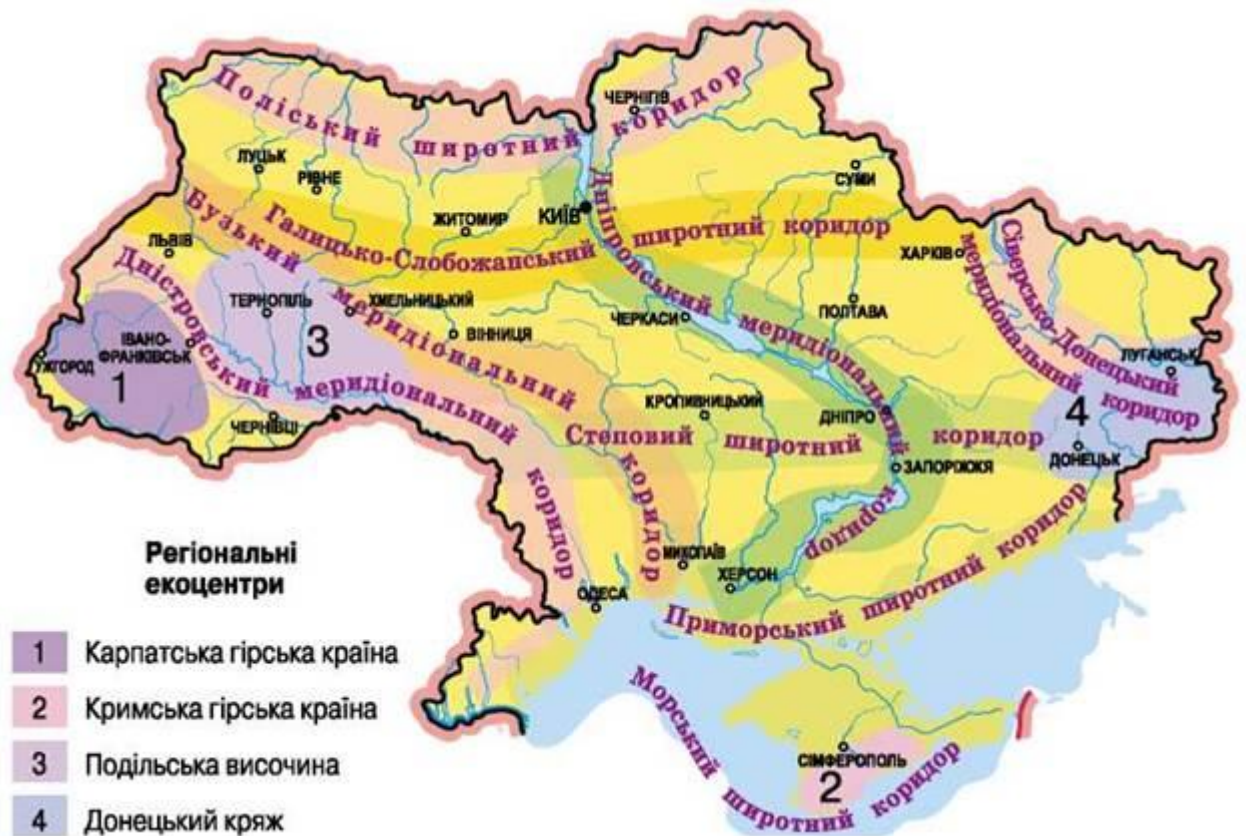 Поліський широтний коридор
ЧЕРНІГІВ
ЛУЦЬК
РІВНЕ
СУМИ
ЖИТОМИР
КИЇВ
Галицько-Слобожапський широтний коридор
Бузький меридіональний коридор
Дніпровський меридіональний коридор
ЛЬВІВ
ХАРКІВ
Сіверсько-Донецький меридіональний коридор
Дністровський меридіональний коридор
ТЕРНОПІЛЬ
ХМЕЛЬНИЦЬКИЙ
3
ВІННИЦЯ
ЧЕРКАСИ
ПОЛТАВА
ІВАНО-
ФРАНКІВСЬК
УЖГОРОД
1
ЛУГАНСЬК
4
ЧЕРНІВЦІ
КРОПИВНИЦЬКИЙ
ДНІПРО
Степовий широтний коридор
ДОНЕЦЬК
ЗАПОРІЖЖЯ
МИКОЛАЇВ
ХЕРСОН
ОДЕСА
Приморський широтний коридор
Морський широтний коридор
СІМФЕРОПОЛЬ
2
Регіональні
екоцентри
1 Карпатська гірська країна
2 Кримська гірська країна
3 Подільська височина
4 Донецький кряж